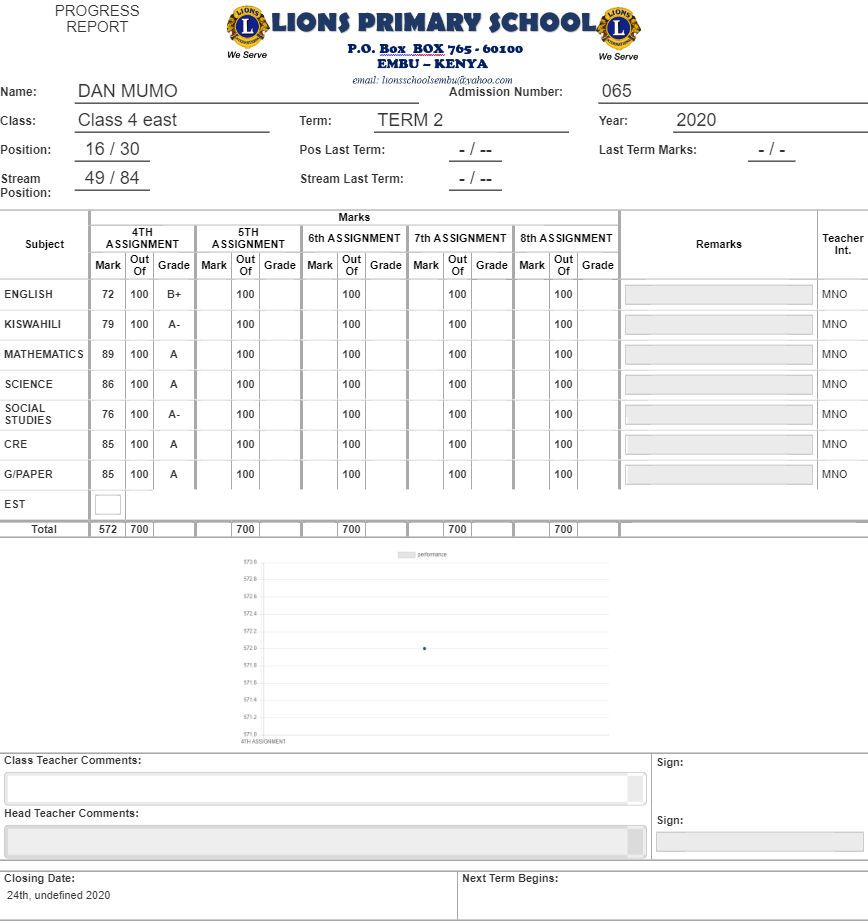 PROGRESS
REPORT
LIONS
L
We Serve
LIONS PRIMARY SCHOOL
P.O. Box BOX 765 - 60100
EMBU – KENYA
email: lionsschoolsembu@yahoo.com
LIONS
L
We Serve
Name: DAN MUMO Admission Number: 065
Class: Class 4 east Term: TERM 2 Year: 2020
Position: 16 / 30 Pos Last Term: - / -- Last Term Marks: - / -
Stream Position: 49 / 84 Stream Last Term: - / --
Marks
Subject 4TH ASSIGNMENT 5TH ASSIGNMENT 6th ASSIGNMENT 7th ASSIGNMENT 8th ASSIGNMENT Remarks Teacher Int.
Mark Out Of Grade Mark Out Of Grade Mark Out Of Grade Mark Out Of Grade Mark Out Of Grade
ENGLISH 72 100 B+ 100 100 100 100 MNO
KISWAHILI 79 100 A- 100 100 100 100 MNO
MATHEMATICS 89 100 A 100 100 100 100 MNO
SCIENCE 86 100 A 100 100 100 100 MNO
SOCIAL STUDIES 76 100 A- 100 100 100 100 MNO
CRE 85 100 A 100 100 100 100 MNO
G/PAPER 85 100 A 100 100 100 100 MNO
EST
Total 572 700 700 700 700 700
performance
573.0
572.8
572.6
572.4
572.2
572.0
571.8
571.6
571.4
571.2
571.0
4TH ASSIGNMENT
Class Teacher Comments: Sign:
Head Teacher Comments: Sign:
Closing Date: Next Term Begins:
24th, undefined 2020